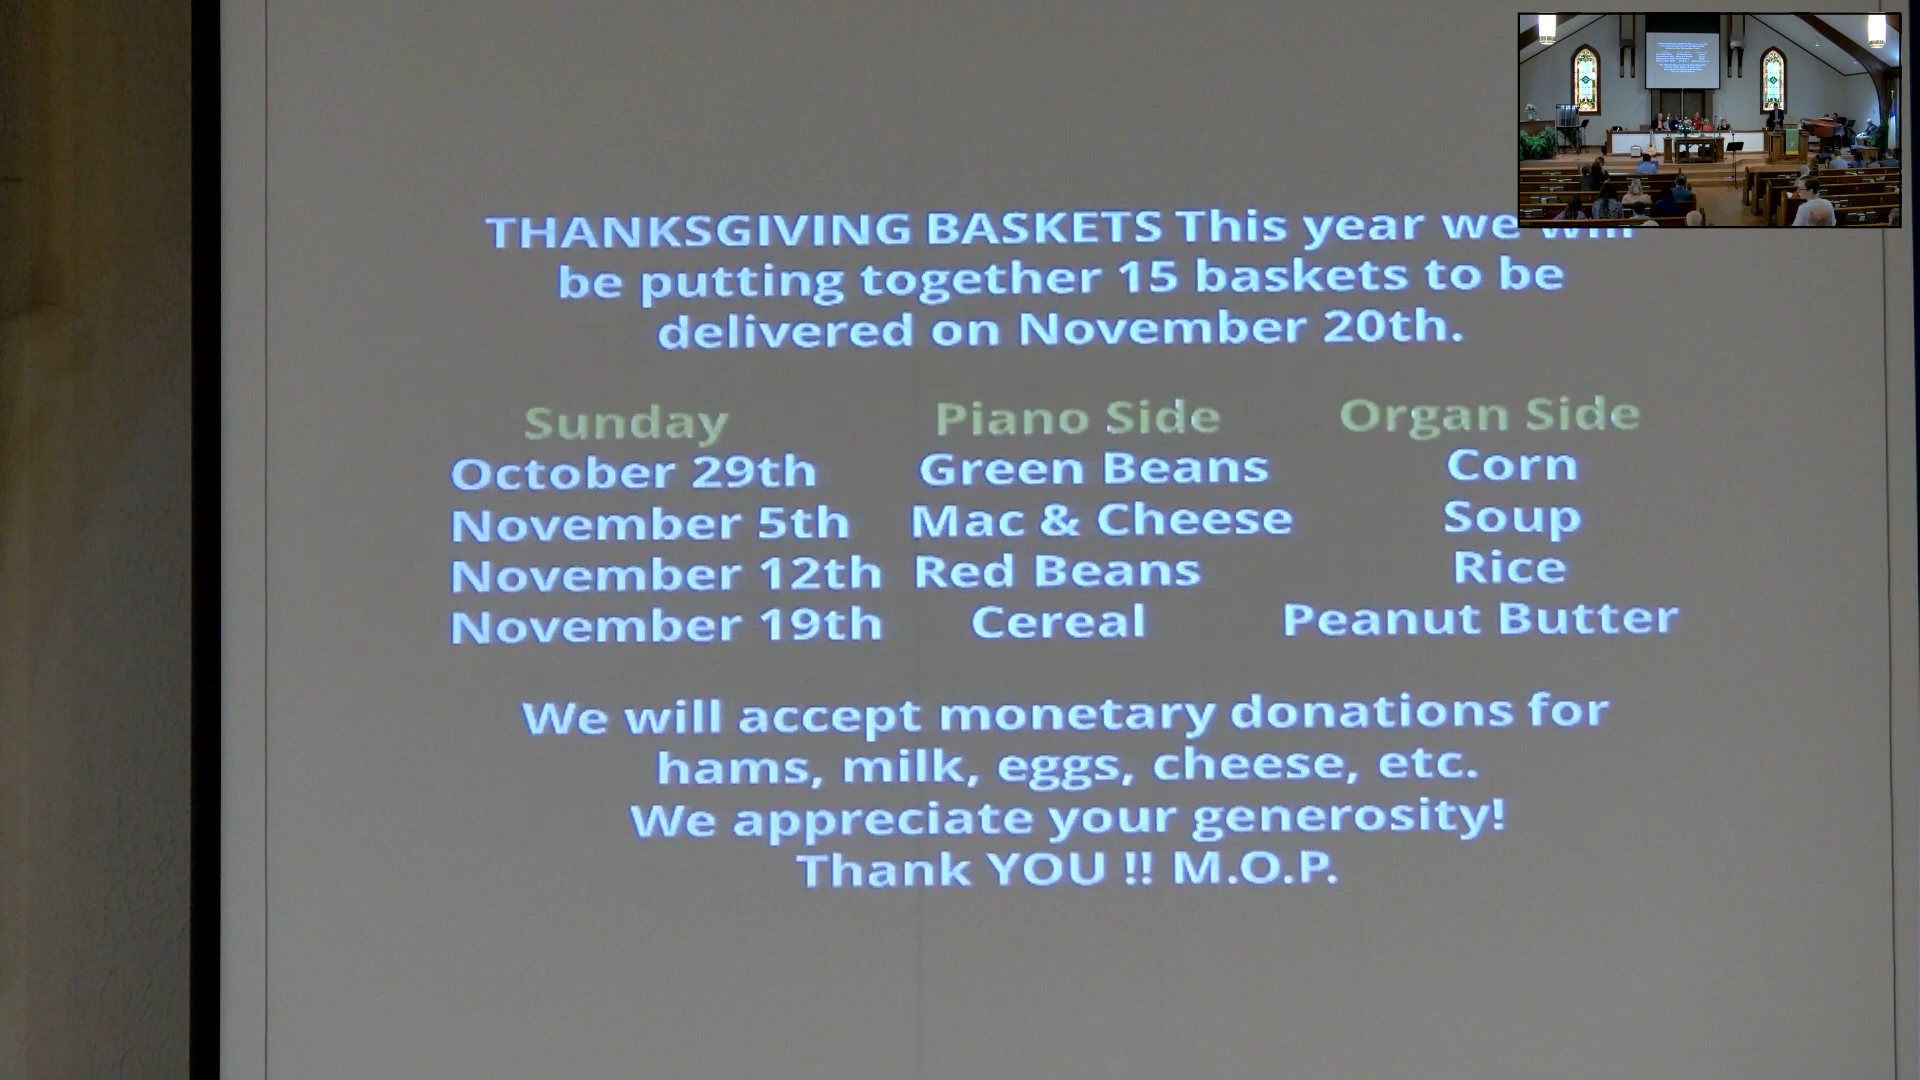 THANKSGIVING BASKETS This year we will
be putting together 15 baskets to be
delivered on November 20th.
Sunday Piano Side Organ Side
October 29th Green Beans Corn
November 5th Mac & Cheese Soup
November 12th Red Beans Rice
November 19th Cereal Peanut Butter
We will accept monetary donations for
hams, milk, eggs, cheese, etc.
We appreciate your generosity!
Thank YOU !! M.O.P.